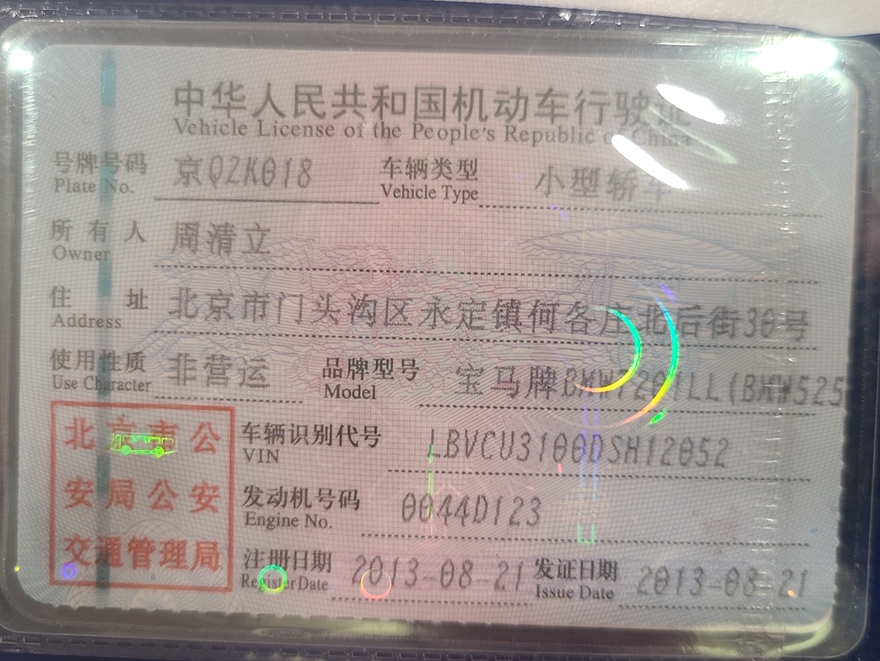 中华人民共和国机动车行驶证
Vehicle License of the People's Republic of China
号牌号码 京Q2K018 车辆类型 小型轿车
Plate No. Vehicle Type
所有人 周清立
Owner
住址 北京市门头沟区永定镇何各庄北后街30号
Address
使用性质 非营运 品牌型号 宝马牌
Use Character Model
北京市公
安局公安
交通管理局
车辆识别代号 LBVCU3100DSH12052
VIN
发动机号码 0044D123
Engine No.
注册日期 2013-08-21 发证日期 2013-08-21
Register Date Issue Date